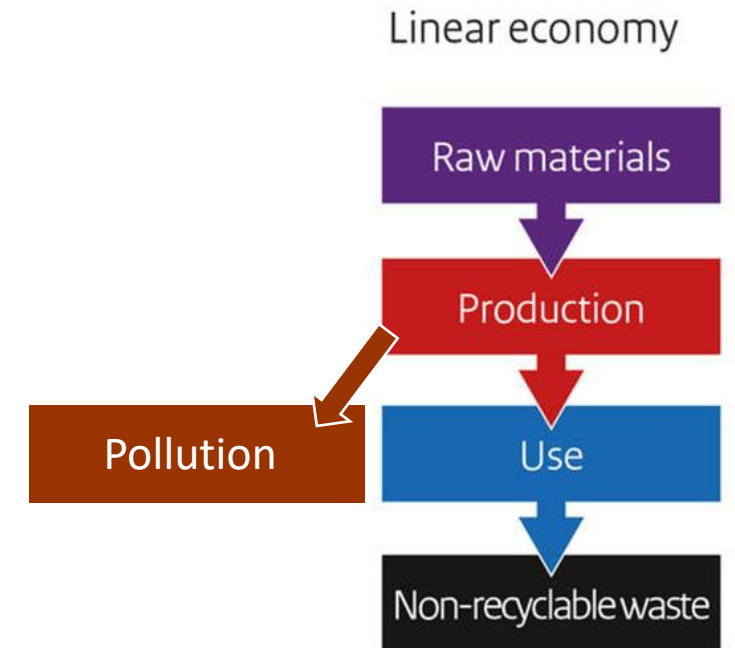 Linear economy
Raw materials
Production
Pollution
Use
Non-recyclable waste